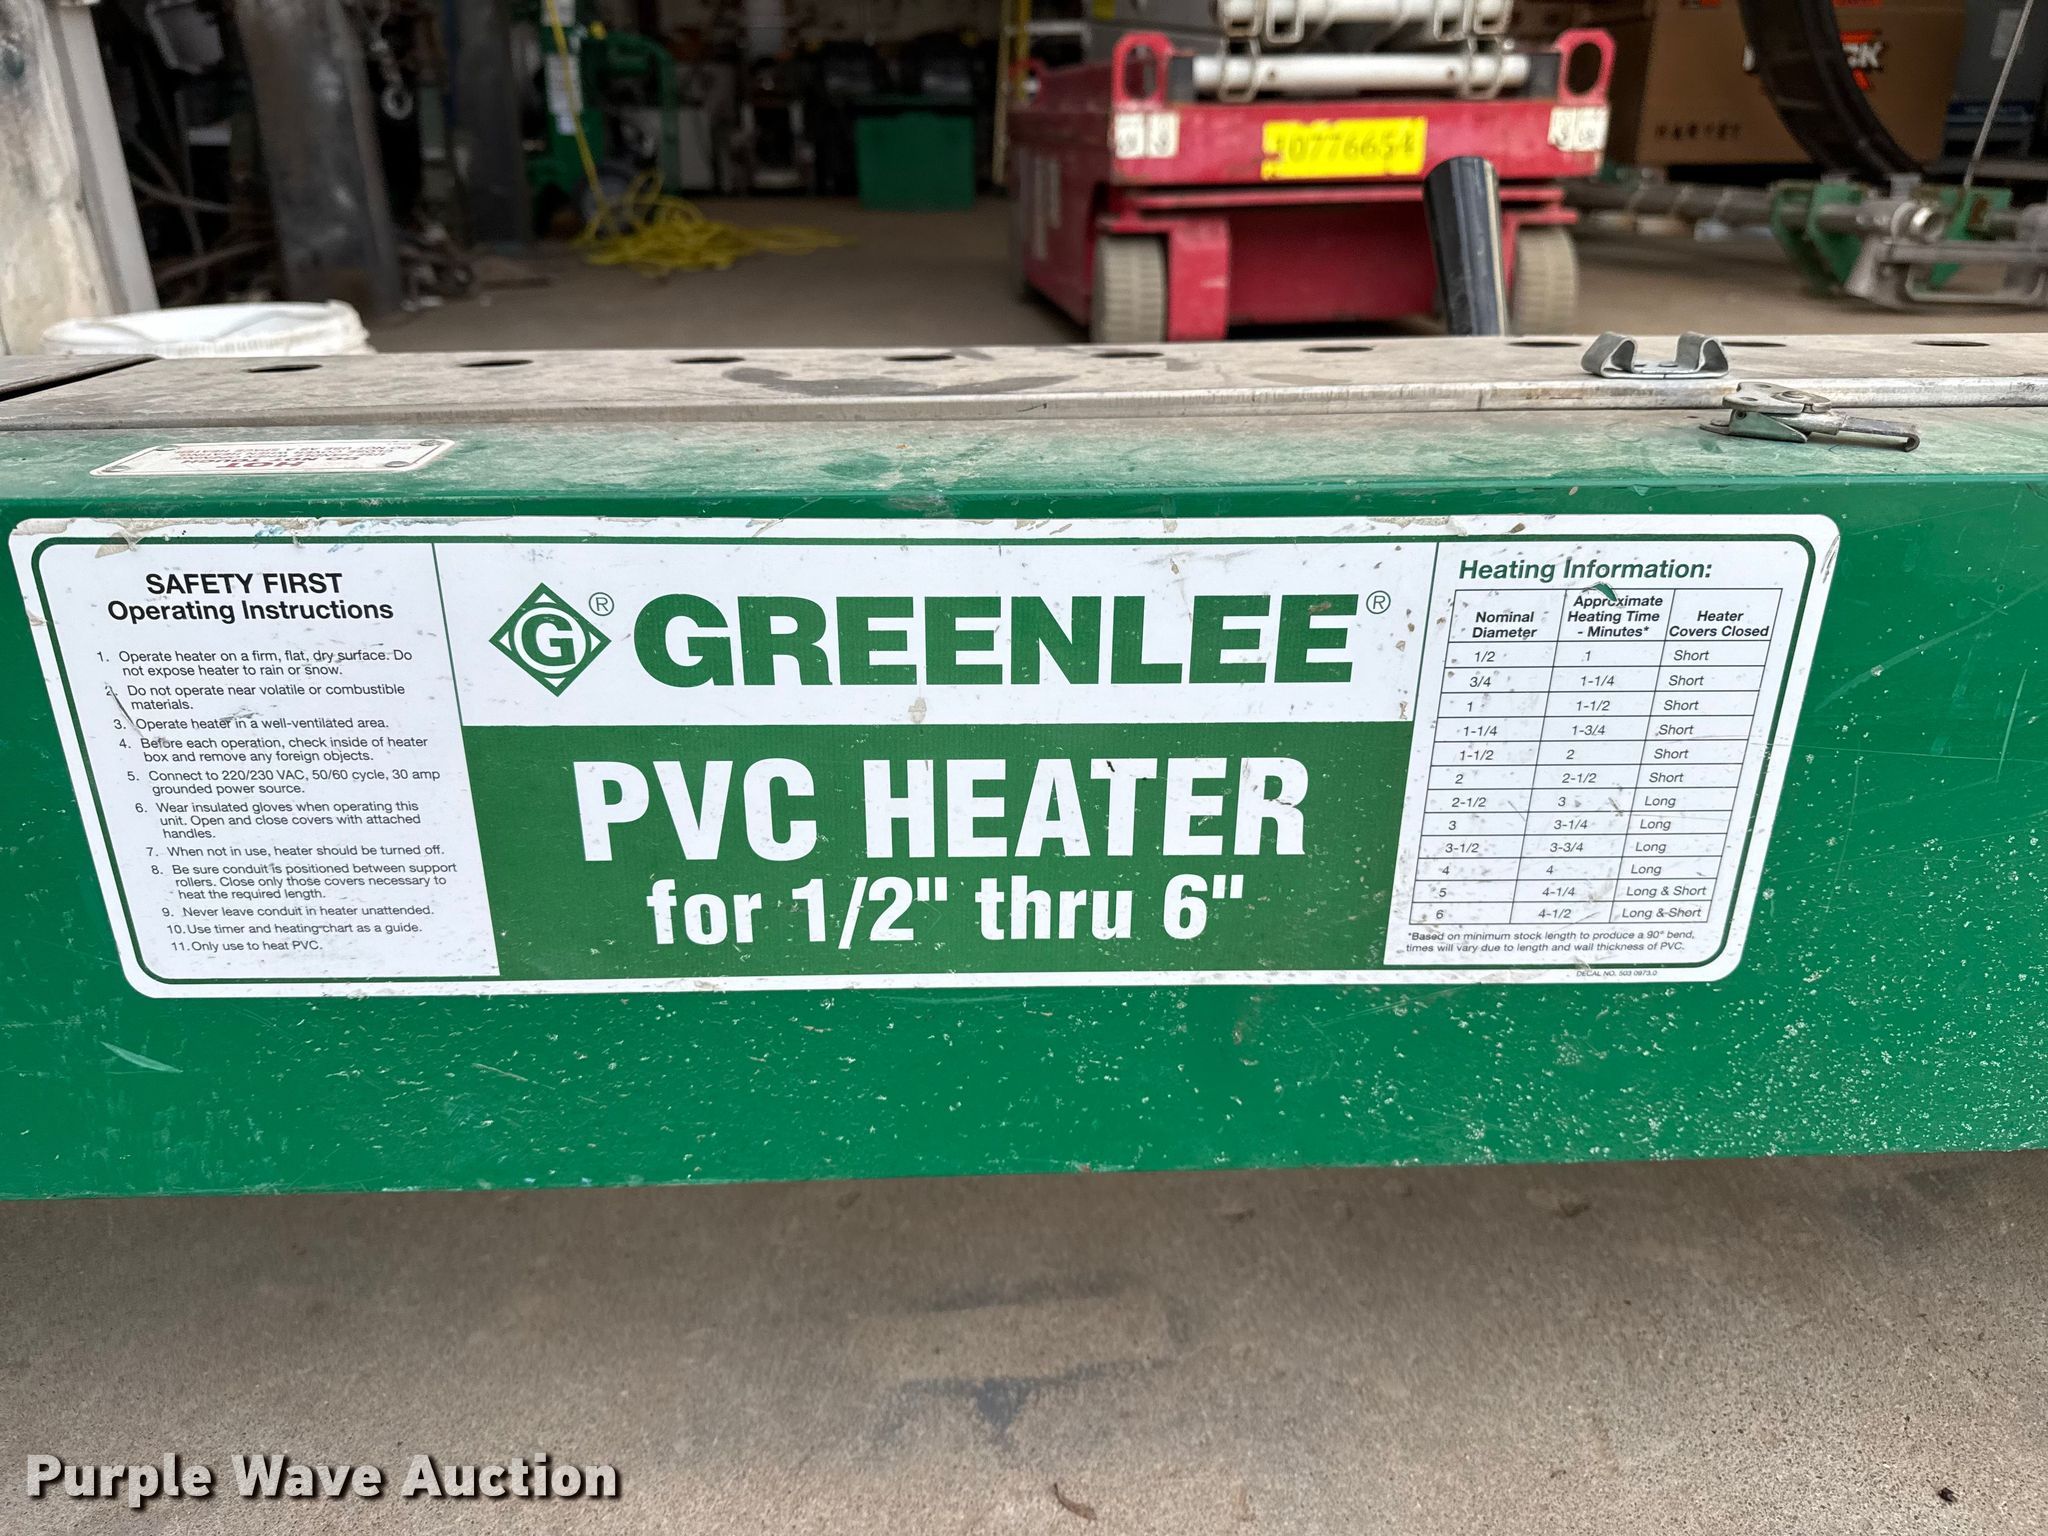 10776654
HOT
DO NOT TOUCH
SAFETY FIRST
Operating Instructions
1. Operate heater on a firm, flat, dry surface. Do
not expose heater to rain or snow.
2. Do not operate near volatile or combustible
materials.
3. Operate heater in a well-ventilated area.
4. Before each operation, check inside of heater
box and remove any foreign objects.
5. Connect to 220/230 VAC, 50/60 cycle, 30 amp
grounded power source.
6. Wear insulated gloves when operating this
unit. Open and close covers with attached
handles.
7. When not in use, heater should be turned off.
8. Be sure conduit is positioned between support
rollers. Close only those covers necessary to
heat the required length.
9. Never leave conduit in heater unattended.
10. Use timer and heating chart as a guide.
11. Only use to heat PVC.
G® GREENLEE®
PVC HEATER
for 1/2" thru 6"
Heating Information:
Nominal Diameter Approximate Heating Time - Minutes* Heater Covers Closed
1/2 1 Short
3/4 1-1/4 Short
1 1-1/2 Short
1-1/4 1-3/4 Short
1-1/2 2 Short
2 2-1/2 Short
2-1/2 3 Long
3 3-1/4 Long
3-1/2 3-3/4 Long
4 4 Long
5 4-1/4 Long & Short
6 4-1/2 Long & Short
*Based on minimum stock length to produce a 90° bend,
times will vary due to length and wall thickness of PVC.
DECAL NO. 503 0973.0
Purple Wave Auction